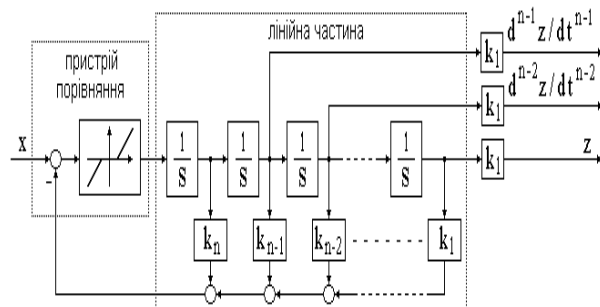 лінійна частина
пристрій
порівняння
x
-
1/s
1/s
1/s
1/s
k₁
k₁
k₁
d^{n-1}z/dt^{n-1}
d^{n-2}z/dt^{n-2}
z
kₙ
kₙ₋₁
kₙ₋₂
k₁